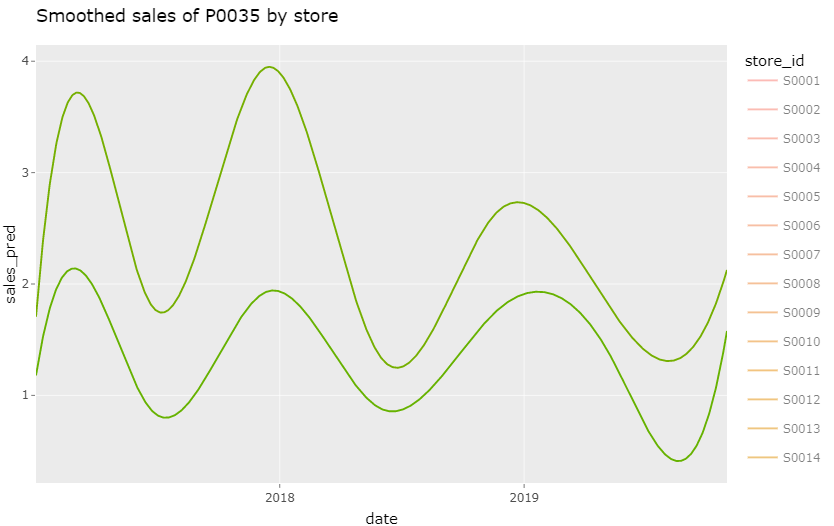 Smoothed sales of P0035 by store
4
3
2
1
sales_pred
2018
2019
date
store_id
S0001
S0002
S0003
S0004
S0005
S0006
S0007
S0008
S0009
S0010
S0011
S0012
S0013
S0014